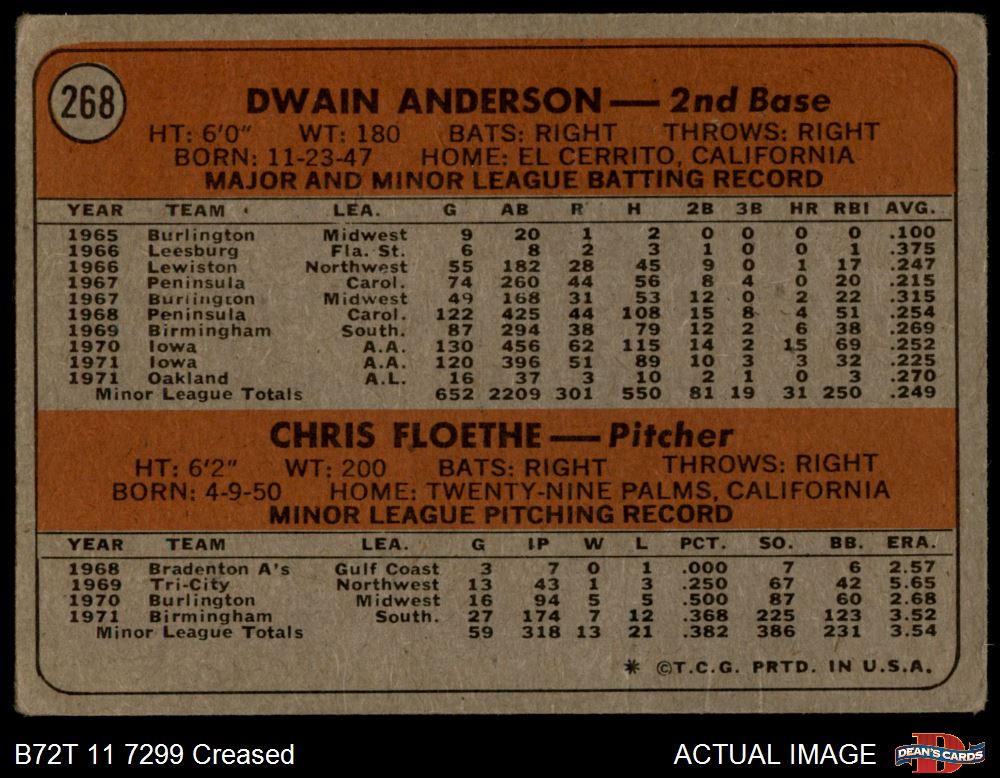 268
DWAIN ANDERSON — 2nd Base
HT: 6'0" WT: 180 BATS: RIGHT THROWS: RIGHT
BORN: 11-23-47 HOME: EL CERRITO, CALIFORNIA
MAJOR AND MINOR LEAGUE BATTING RECORD
YEAR TEAM LEA. G AB R H 2B 3B HR RBI AVG.
1965 Burlington Midwest 9 20 1 2 0 0 0 0 .100
1966 Leesburg Fla. St. 6 8 2 3 1 0 0 1 .375
1966 Lewiston Northwest 55 182 28 45 9 0 1 17 .247
1967 Peninsula Carol. 74 260 44 56 8 4 0 20 .215
1967 Burlington Midwest 49 168 31 53 12 0 2 22 .315
1968 Peninsula Carol. 122 425 44 108 15 8 4 51 .254
1969 Birmingham South. 87 294 38 79 12 2 6 38 .269
1970 Iowa A.A. 130 456 62 115 14 2 15 69 .252
1971 Iowa A.A. 120 396 51 89 10 3 3 32 .225
1971 Oakland A.L. 16 37 3 10 2 1 0 3 .270
Minor League Totals 652 2209 301 550 81 19 31 250 .249
CHRIS FLOETHE — Pitcher
HT: 6'2" WT: 200 BATS: RIGHT THROWS: RIGHT
BORN: 4-9-50 HOME: TWENTY-NINE PALMS, CALIFORNIA
MINOR LEAGUE PITCHING RECORD
YEAR TEAM LEA. G IP W L PCT. SO. BB. ERA.
1968 Bradenton A's Gulf Coast 3 7 0 1 .000 7 6 2.57
1969 Tri-City Northwest 13 43 1 3 .250 67 42 5.65
1970 Burlington Midwest 16 94 5 5 .500 87 60 2.68
1971 Birmingham South. 27 174 7 12 .368 225 123 3.52
Minor League Totals 59 318 13 21 .382 386 231 3.54
* ©T.C.G. PRTD. IN U.S.A.
B72T 11 7299 Creased
ACTUAL IMAGE
DEAN'S CARDS